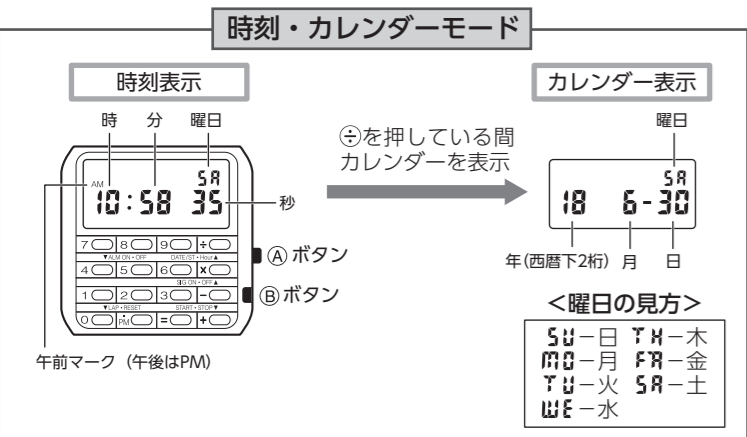 時刻・カレンダーモード
時刻表示
時 分 曜日
AM
SA
10:58 35
秒
7 8 9 ÷
▼ALM ON・OFF DATE/ST・Hour▲
4 5 6 ×
SIG ON・OFF▲
1 2 3 −
▼LAP・RESET START・STOP▼
0 ・PM = +
Ⓐ ボタン
Ⓑ ボタン
午前マーク（午後はPM）
÷を押している間
カレンダーを表示
カレンダー表示
曜日
SA
18 6-30
年(西暦下2桁) 月 日
＜曜日の見方＞
SU－日 TH－木
MO－月 FR－金
TU－火 SA－土
WE－水